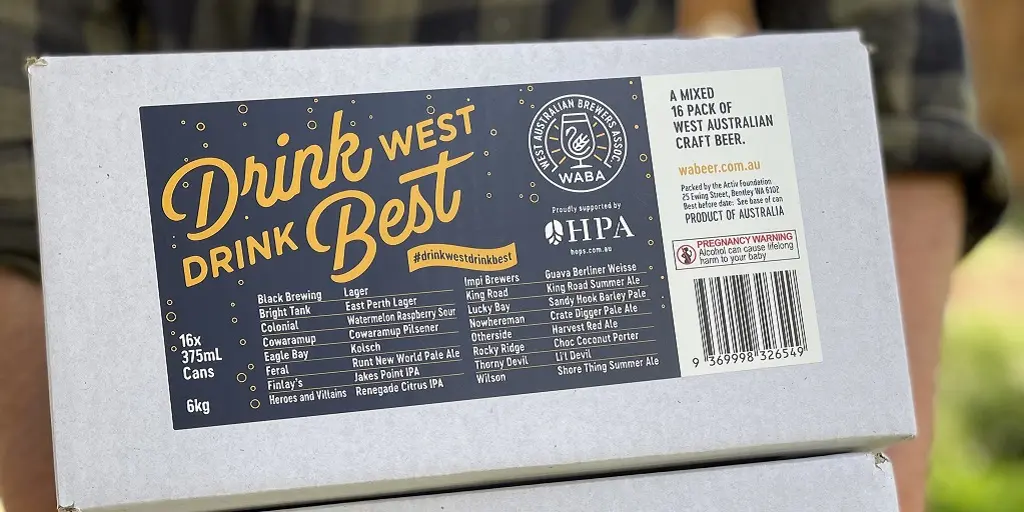 Drink WEST
DRINK Best
#drinkwestdrinkbest
WEST AUSTRALIAN BREWERS ASSOC.
WABA
Proudly supported by
HPA
hops.com.au
16x
375mL
Cans
6kg
Black Brewing Lager
Bright Tank East Perth Lager
Colonial Watermelon Raspberry Sour
Cowaramup Cowaramup Pilsener
Eagle Bay Kolsch
Feral Runt New World Pale Ale
Finlay's Jakes Point IPA
Heroes and Villains Renegade Citrus IPA
Impi Brewers Guava Berliner Weisse
King Road King Road Summer Ale
Lucky Bay Sandy Hook Barley Pale
Nowhereman Crate Digger Pale Ale
Otherside Harvest Red Ale
Rocky Ridge Choc Coconut Porter
Thorny Devil Li'l Devil
Wilson Shore Thing Summer Ale
A MIXED
16 PACK OF
WEST AUSTRALIAN
CRAFT BEER.
wabeer.com.au
Packed by the Activ Foundation
25 Ewing Street, Bentley WA 6102
Best before date: See base of can
PRODUCT OF AUSTRALIA
PREGNANCY WARNING
Alcohol can cause lifelong
harm to your baby
9 369998 326549